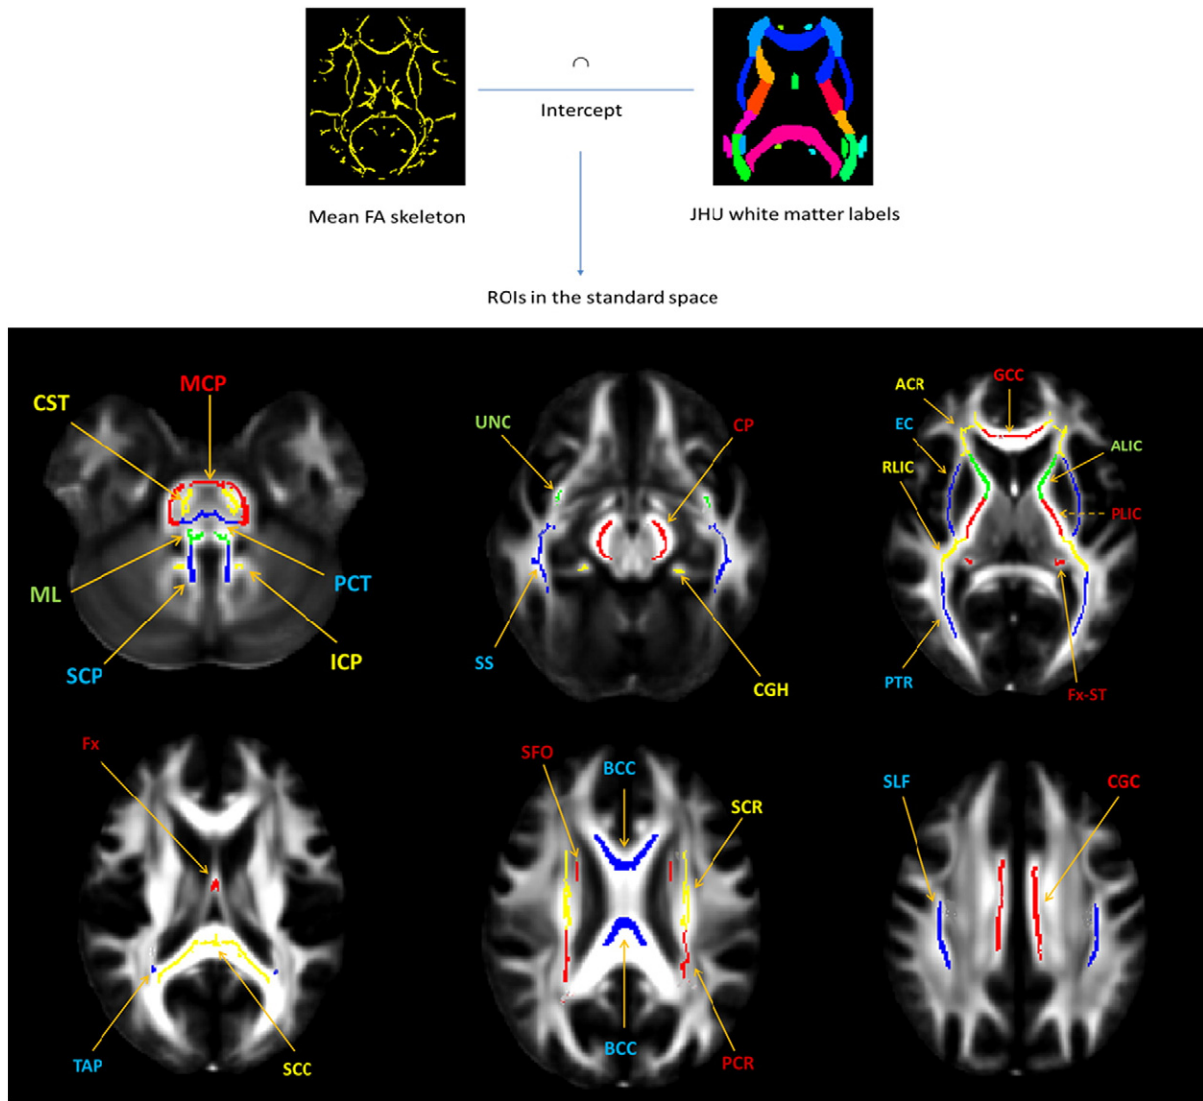 ∩
Intercept
Mean FA skeleton
JHU white matter labels
ROIs in the standard space
MCP
CST
ML
PCT
SCP
ICP
UNC
CP
SS
CGH
ACR
GCC
EC
ALIC
RLIC
PLIC
PTR
Fx-ST
Fx
TAP
SCC
SFO
BCC
SCR
BCC
PCR
SLF
CGC